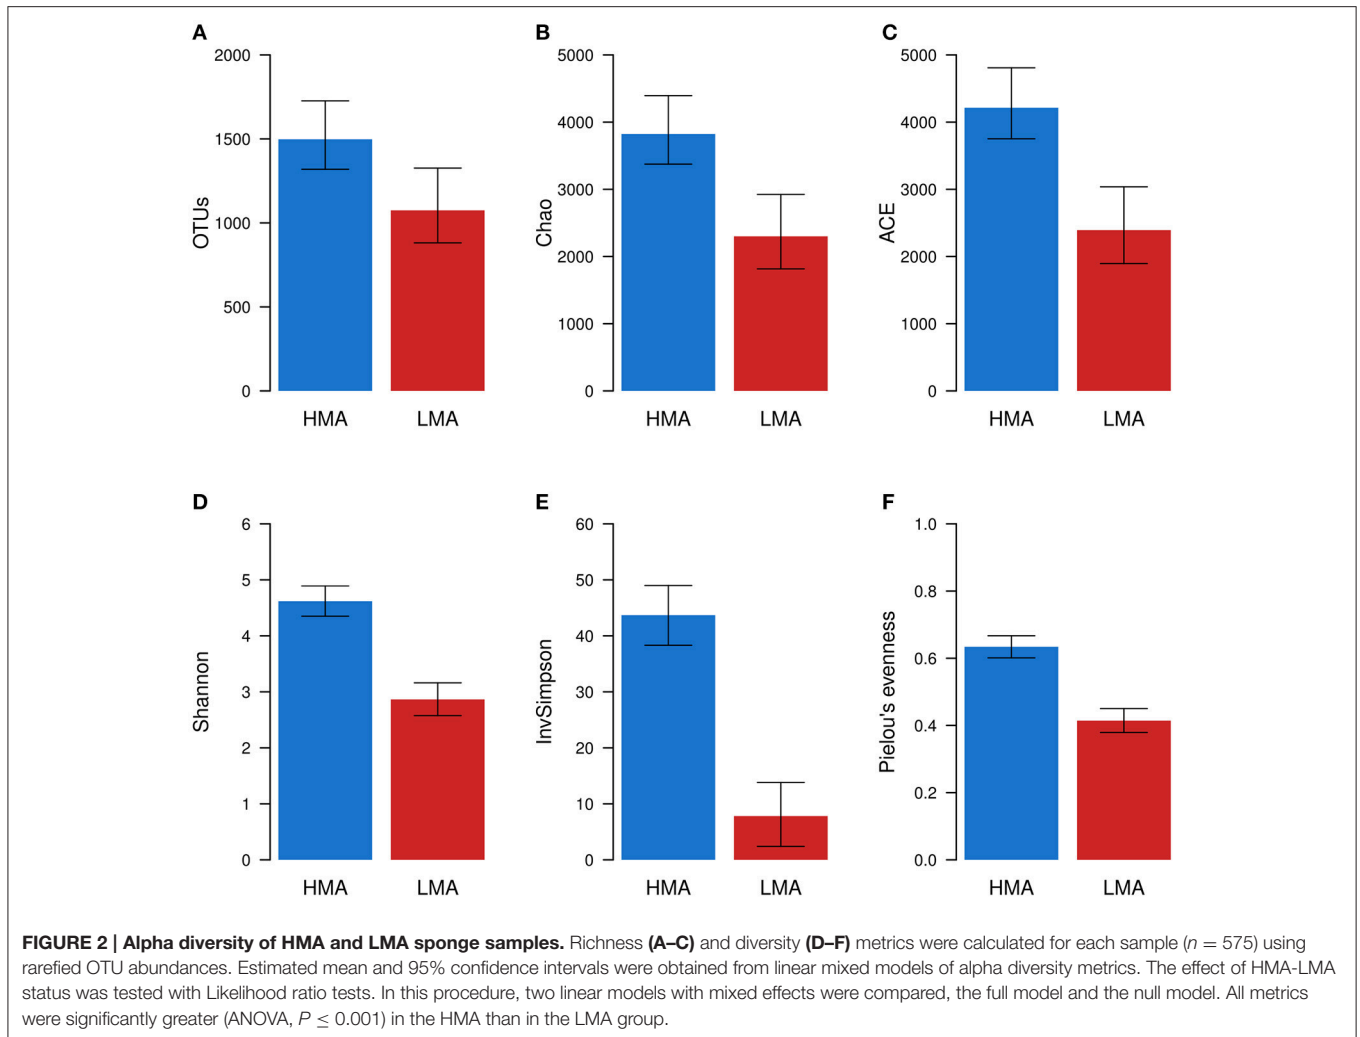 A
2000
1500
1000
500
0
OTUs
HMA LMA
B
5000
4000
3000
2000
1000
0
Chao
HMA LMA
C
5000
4000
3000
2000
1000
0
ACE
HMA LMA
D
6
5
4
3
2
1
0
Shannon
HMA LMA
E
60
50
40
30
20
10
0
InvSimpson
HMA LMA
F
1.0
0.8
0.6
0.4
0.2
0.0
Pielou's evenness
HMA LMA
FIGURE 2 | Alpha diversity of HMA and LMA sponge samples. Richness (A–C) and diversity (D–F) metrics were calculated for each sample (n = 575) using
rarefied OTU abundances. Estimated mean and 95% confidence intervals were obtained from linear mixed models of alpha diversity metrics. The effect of HMA-LMA
status was tested with Likelihood ratio tests. In this procedure, two linear models with mixed effects were compared, the full model and the null model. All metrics
were significantly greater (ANOVA, P ≤ 0.001) in the HMA than in the LMA group.